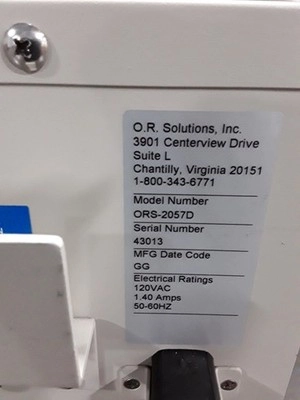 O.R. Solutions, Inc.
3901 Centerview Drive
Suite L
Chantilly, Virginia 20151
1-800-343-6771
Model Number
ORS-2057D
Serial Number
43013
MFG Date Code
GG
Electrical Ratings
120VAC
1.40 Amps
50-60HZ